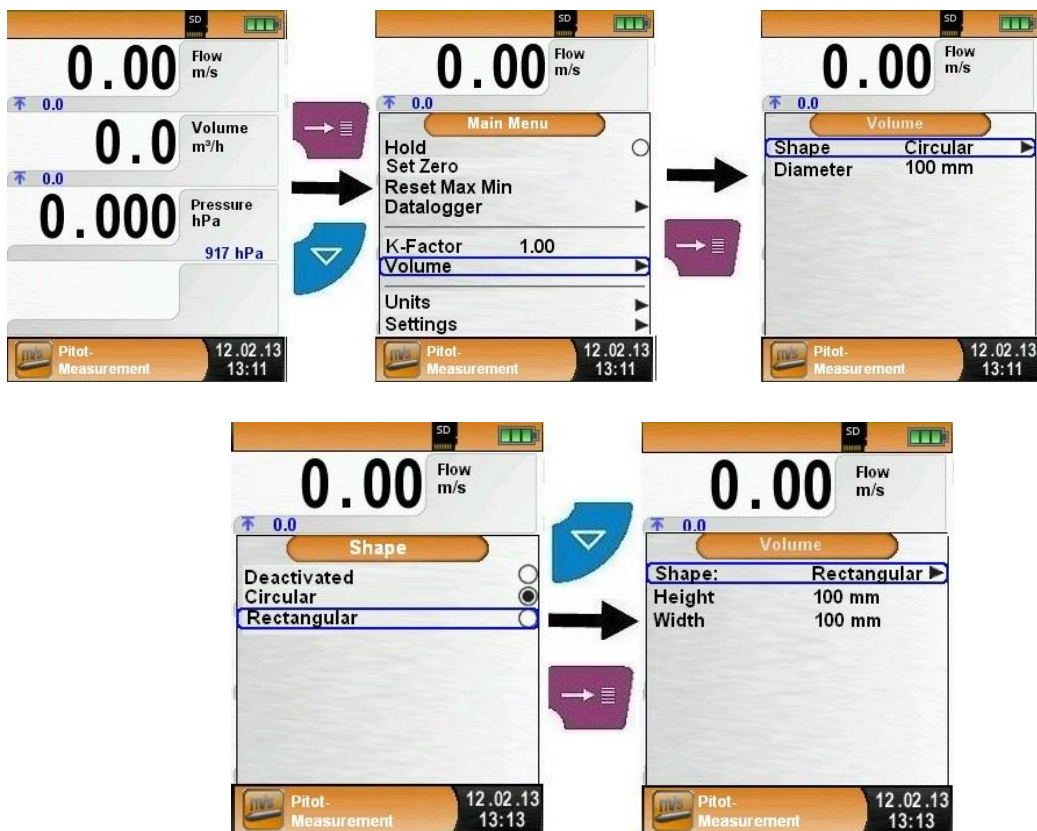 SD
0.00 Flow
m/s
0.0
0.0 Volume
m³/h
0.0
0.000 Pressure
hPa
917 hPa
m/s Pitot-
Measurement
12.02.13
13:11
SD
0.00 Flow
m/s
0.0
Main Menu
Hold
Set Zero
Reset Max Min
Datalogger
K-Factor 1.00
Volume
Units
Settings
m/s Pitot-
Measurement
12.02.13
13:11
SD
0.00 Flow
m/s
0.0
Volume
Shape Circular
Diameter 100 mm
m/s Pitot-
Measurement
12.02.13
13:11
SD
0.00 Flow
m/s
0.0
Shape
Deactivated
Circular
Rectangular
m/s Pitot-
Measurement
12.02.13
13:13
SD
0.00 Flow
m/s
0.0
Volume
Shape: Rectangular
Height 100 mm
Width 100 mm
m/s Pitot-
Measurement
12.02.13
13:13